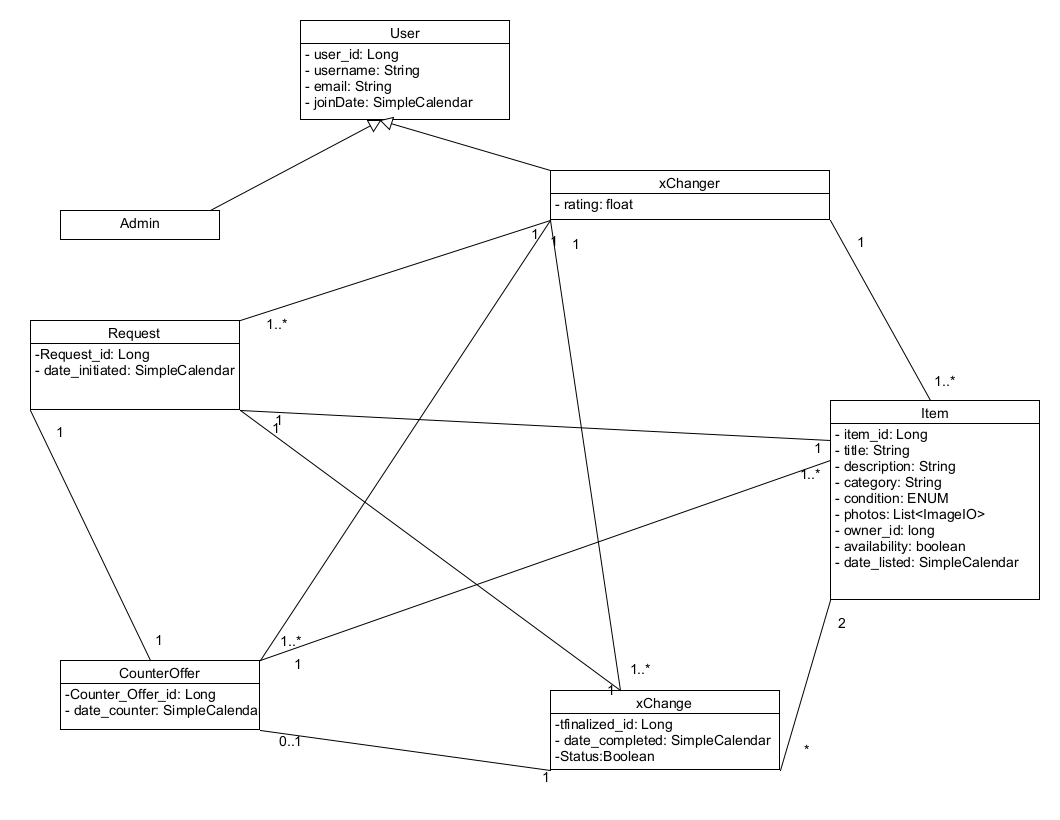 User
- user_id: Long
- username: String
- email: String
- joinDate: SimpleCalendar
xChanger
- rating: float
Admin
1
1
1
1
1..*
Request
-Request_id: Long
- date_initiated: SimpleCalendar
1..*
Item
- item_id: Long
- title: String
- description: String
- category: String
- condition: ENUM
- photos: List<ImageIO>
- owner_id: long
- availability: boolean
- date_listed: SimpleCalendar
1
1
1
1
1..*
2
1
1..*
1
CounterOffer
-Counter_Offer_id: Long
- date_counter: SimpleCalenda
1..*
1
xChange
-tfinalized_id: Long
- date_completed: SimpleCalendar
-Status:Boolean
0..1
1
*